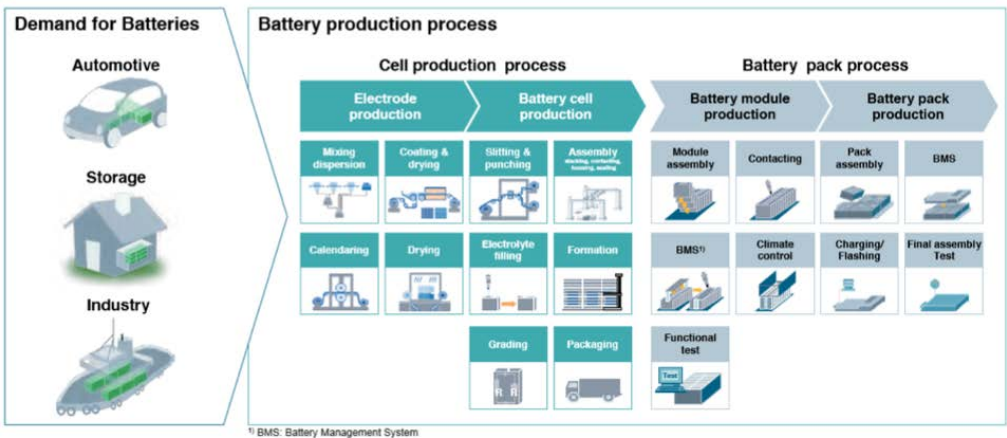 Demand for Batteries
Automotive
Storage
Industry
Battery production process
Cell production process
Battery pack process
Electrode
production
Battery cell
production
Battery module
production
Battery pack
production
Mixing
dispersion
Coating &
drying
Slitting &
punching
Assembly
stacking, contacting,
housing, sealing
Module
assembly
Contacting
Pack
assembly
BMS
Calendaring
Drying
Electrolyte
filling
Formation
BMS¹⁾
Climate
control
Charging/
Flashing
Final assembly
Test
Grading
Packaging
Functional
test
Test
¹⁾ BMS: Battery Management System